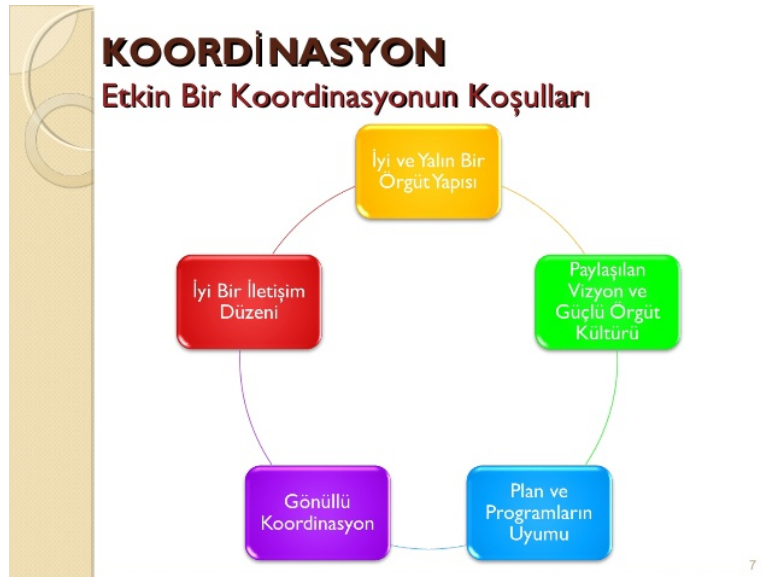 KOORDİNASYON
Etkin Bir Koordinasyonun Koşulları
İyi ve Yalın Bir
Örgüt Yapısı
Paylaşılan
Vizyon ve
Güçlü Örgüt
Kültürü
Plan ve
Programların
Uyumu
Gönüllü
Koordinasyon
İyi Bir İletişim
Düzeni
7